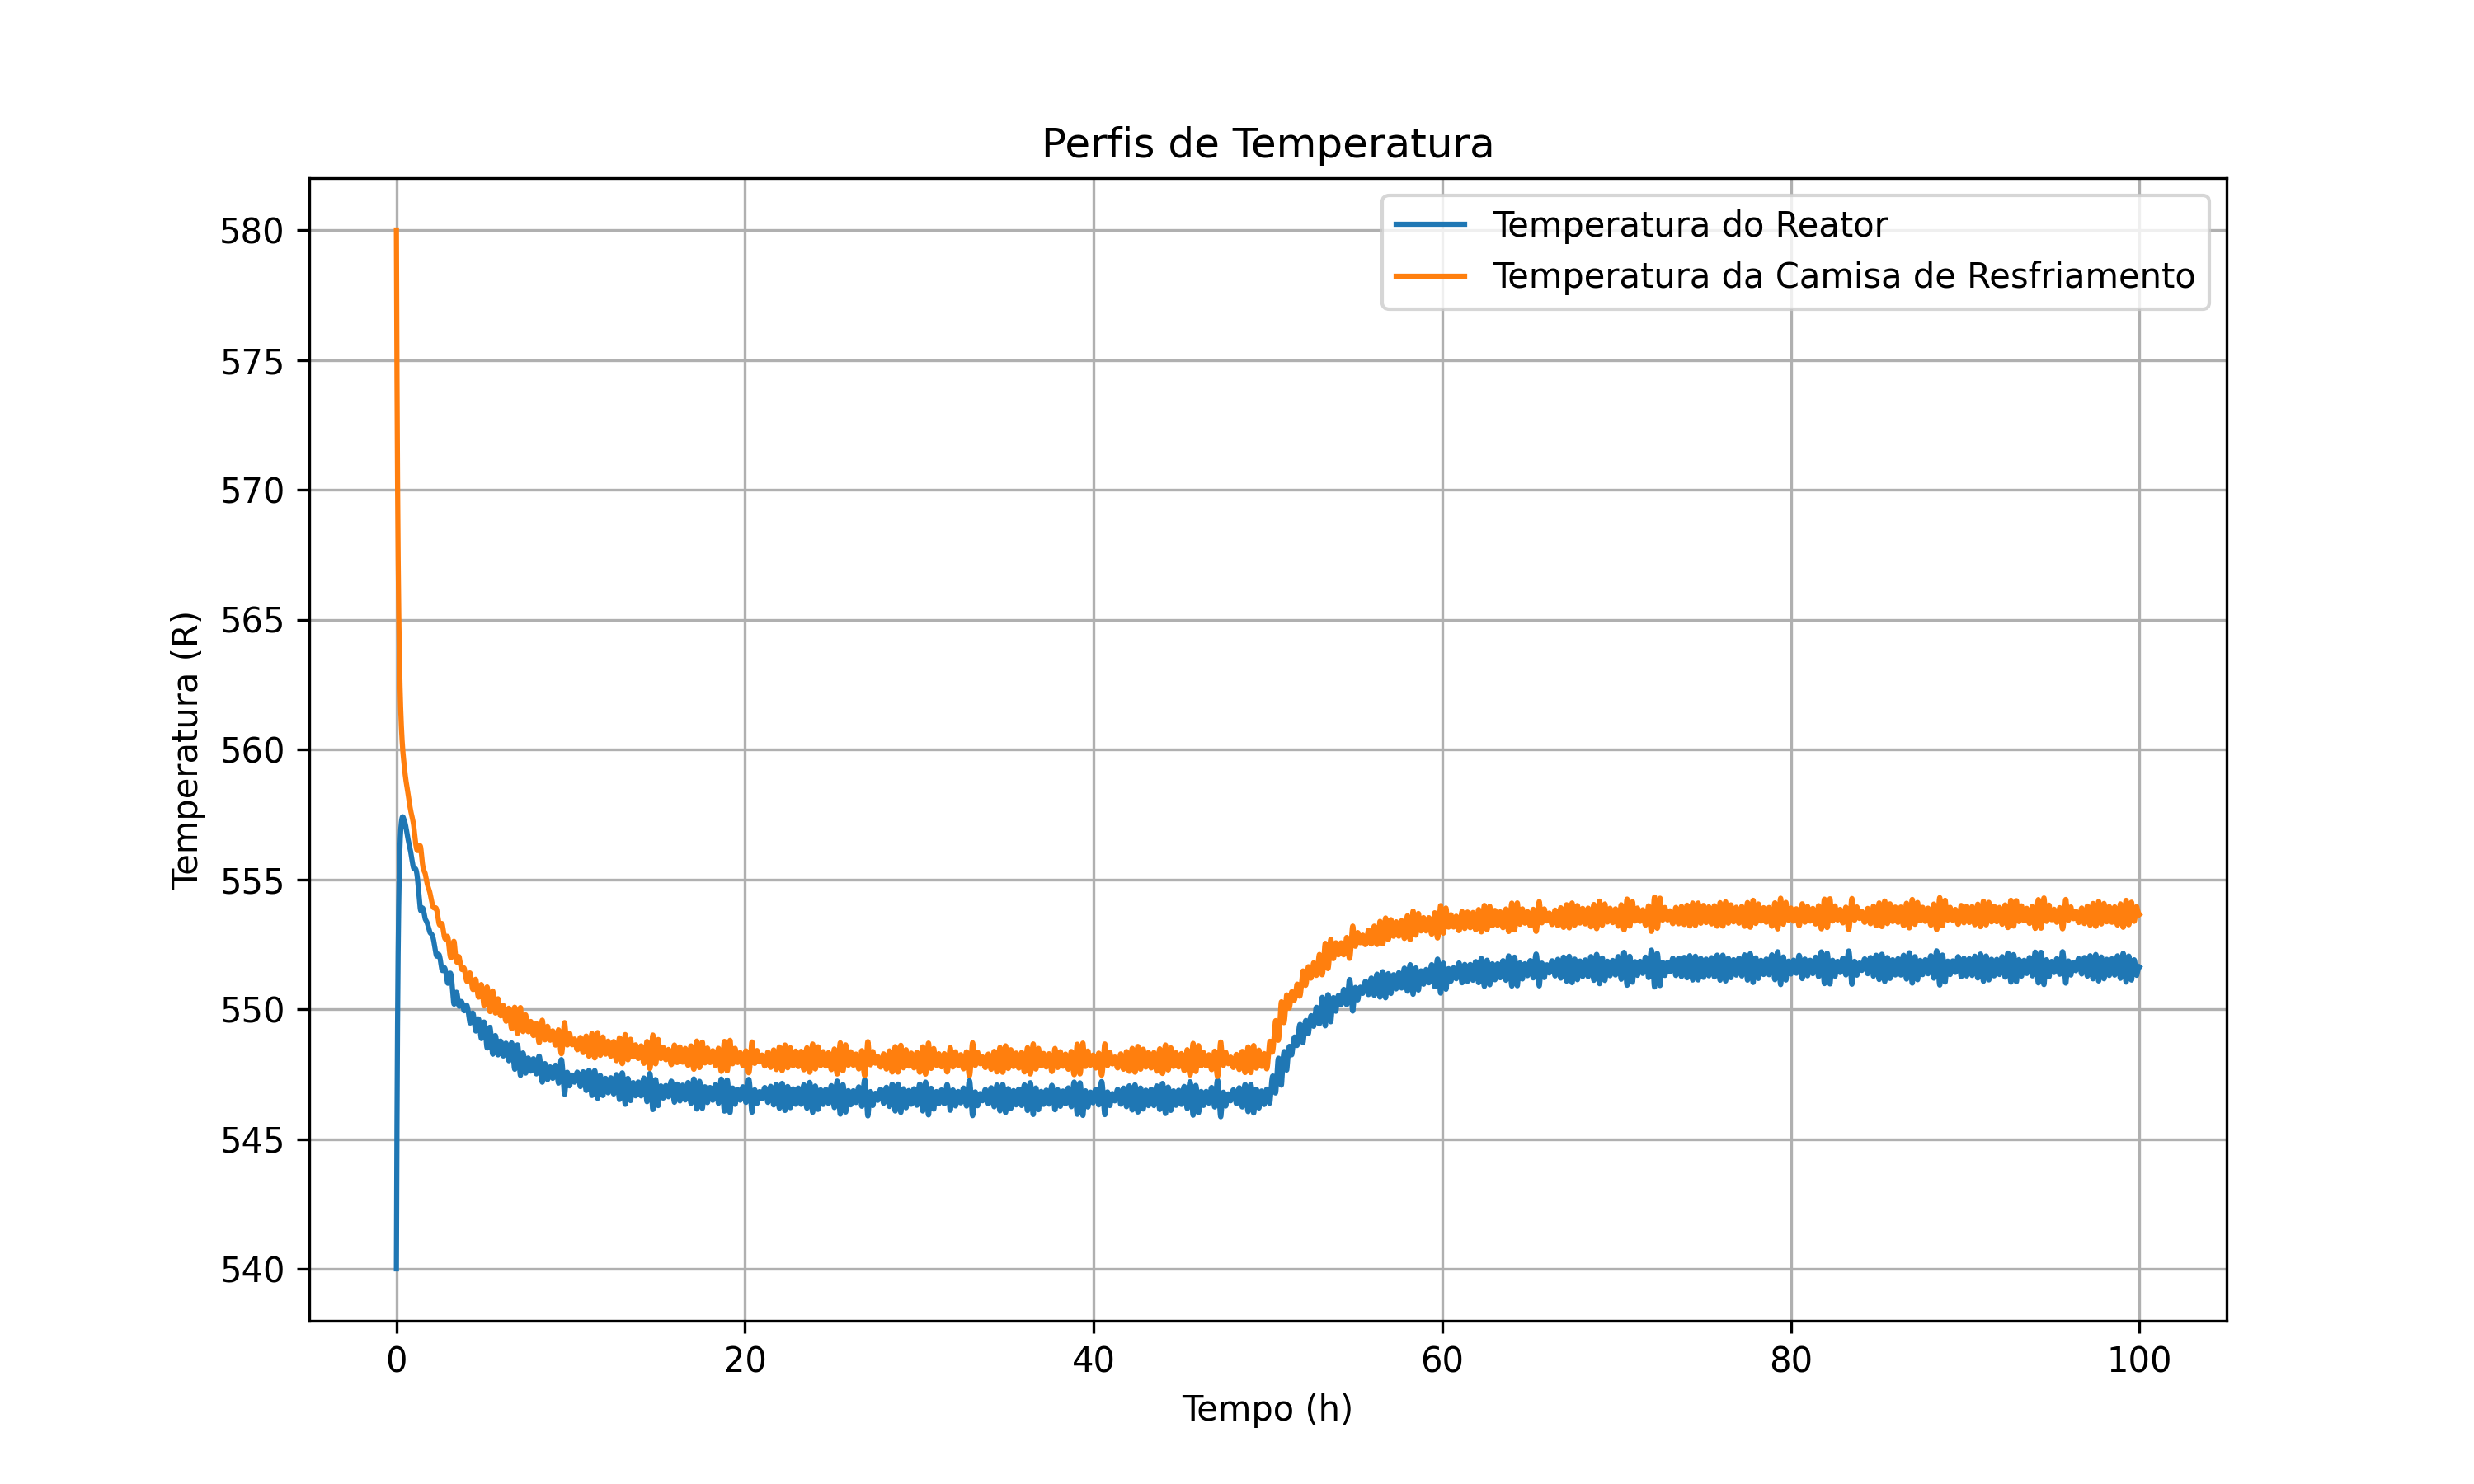 Perfis de Temperatura
Temperatura do Reator
Temperatura da Camisa de Resfriamento
Temperatura (R)
580
575
570
565
560
555
550
545
540
0 20 40 60 80 100
Tempo (h)